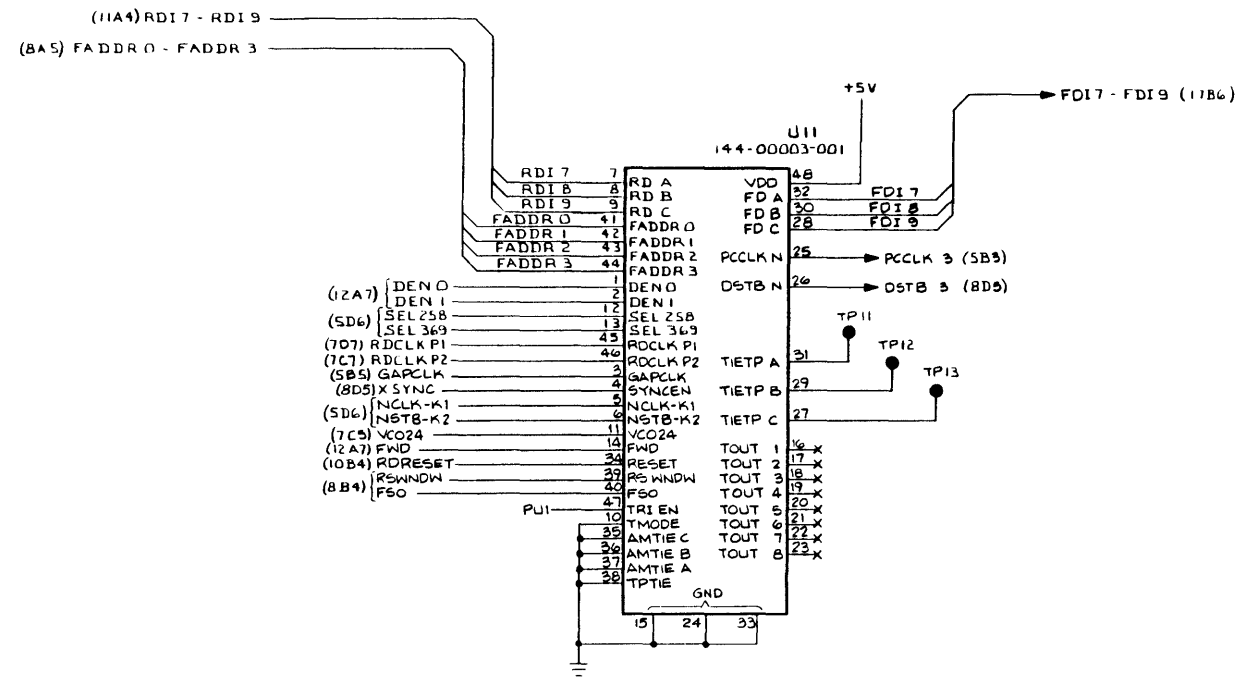 (11A4) RDI 7 - RDI 9
(8A5) FADDR 0 - FADDR 3
+5V
FDI 7 - FDI 9 (17B6)
U11
144-00003-001
RDI 7 7 RD A VDD 48
RDI 8 8 RD B FD A 32 FDI 7
RDI 9 9 RD C FD B 30 FDI 8
FADDR 0 41 FADDR 0 FD C 28 FDI 9
FADDR 1 42 FADDR 1
FADDR 2 43 FADDR 2 PCCLK N 25 PCCLK 3 (5B3)
FADDR 3 44 FADDR 3
(12A7) DEN 0 1 DEN 0 DSTB N 26 DSTB 3 (8D5)
DEN 1 2 DEN 1
(5D6) SEL 258 12 SEL 258 TP11
SEL 369 13 SEL 369
(7D7) RDCLK P1 45 RDCLK P1 TP12
(7C7) RDCLK P2 46 RDCLK P2 TIETP A 31
(5B5) GAPCLK 3 GAPCLK TP13
(8D5) X SYNC 4 SYNCEN TIETP B 29
(5D6) NCLK-K1 5 NCLK-K1
NSTB-K2 6 NSTB-K2 TIETP C 27
(7C5) VCO24 11 VCO24
(12A7) FWD 14 FWD TOUT 1 16
(10B4) RDRESET 34 RESET TOUT 2 17
(8B4) RSWNDW 39 RS WNDW TOUT 3 18
FSO 40 FSO TOUT 4 19
PU1 47 TRI EN TOUT 5 20
10 TMODE TOUT 6 21
35 AMTIE C TOUT 7 22
36 AMTIE B TOUT 8 23
37 AMTIE A
38 TPTIE
GND
15 24 33